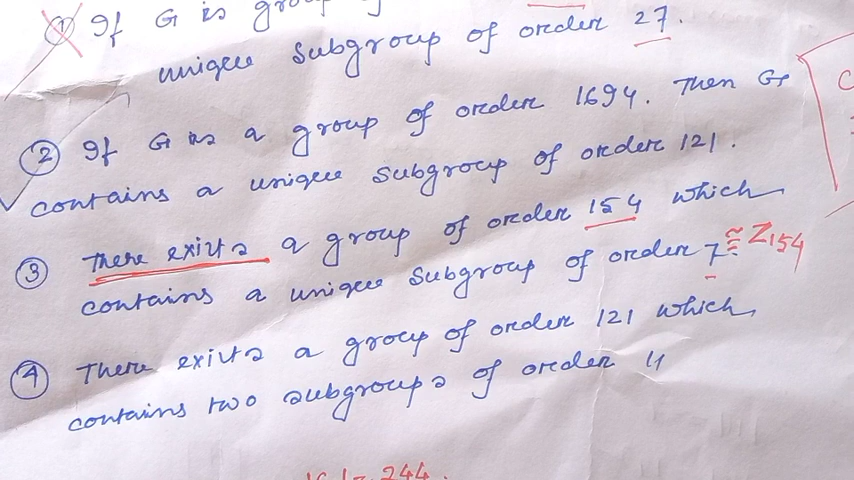 ① If G is group
unique subgroup of order 27.
② If G is a group of order 1694. Then G
contains a unique subgroup of order 121.
③ There exists a group of order 154 which
contains a unique subgroup of order 7. ≅ Z154
④ There exists a group of order 121 which
contains two subgroups of order 11
244.